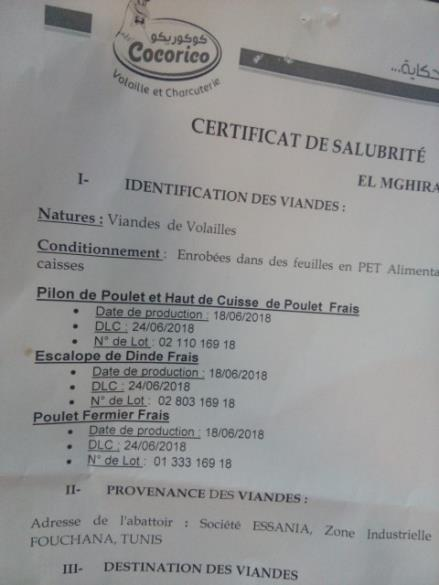 كوكوريكو
Cocorico
Volaille et Charcuterie
حكاية...
CERTIFICAT DE SALUBRITÉ
EL MGHIRA
I- IDENTIFICATION DES VIANDES :
Natures : Viandes de Volailles
Conditionnement : Enrobées dans des feuilles en PET Alimenta
caisses
Pilon de Poulet et Haut de Cuisse de Poulet Frais
• Date de production : 18/06/2018
• DLC : 24/06/2018
• N° de Lot : 02 110 169 18
Escalope de Dinde Frais
• Date de production : 18/06/2018
• DLC : 24/06/2018
• N° de Lot : 02 803 169 18
Poulet Fermier Frais
• Date de production : 18/06/2018
• DLC : 24/06/2018
• N° de Lot : 01 333 169 18
II- PROVENANCE DES VIANDES :
Adresse de l'abattoir : Société ESSANIA, Zone Industrielle
FOUCHANA, TUNIS
III- DESTINATION DES VIANDES